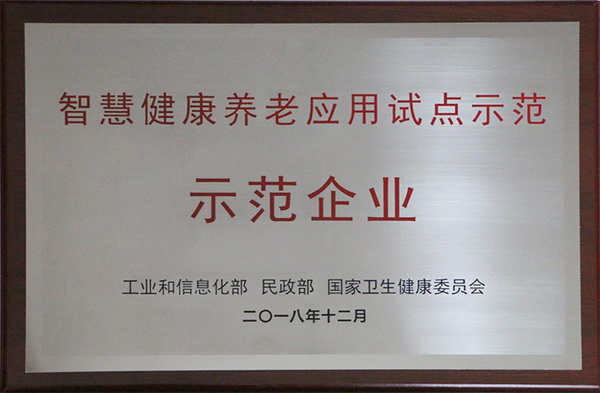 智慧健康养老应用试点示范
示范企业
工业和信息化部 民政部 国家卫生健康委员会
二〇一八年十二月